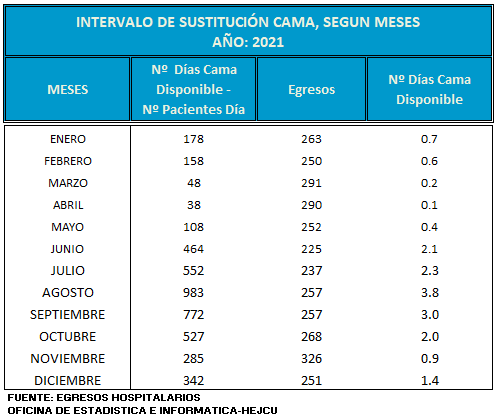 INTERVALO DE SUSTITUCIÓN CAMA, SEGUN MESES
AÑO: 2021
MESES Nº Días Cama Disponible - Nº Pacientes Día Egresos Nº Días Cama Disponible
ENERO 178 263 0.7
FEBRERO 158 250 0.6
MARZO 48 291 0.2
ABRIL 38 290 0.1
MAYO 108 252 0.4
JUNIO 464 225 2.1
JULIO 552 237 2.3
AGOSTO 983 257 3.8
SEPTIEMBRE 772 257 3.0
OCTUBRE 527 268 2.0
NOVIEMBRE 285 326 0.9
DICIEMBRE 342 251 1.4
FUENTE: EGRESOS HOSPITALARIOS
OFICINA DE ESTADISTICA E INFORMATICA-HEJCU